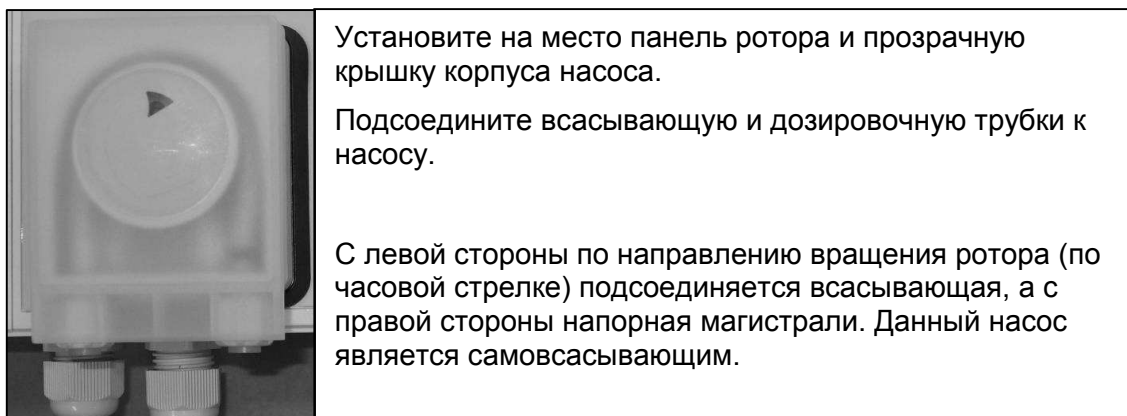 Установите на место панель ротора и прозрачную
крышку корпуса насоса.
Подсоедините всасывающую и дозировочную трубки к
насосу.
С левой стороны по направлению вращения ротора (по
часовой стрелке) подсоединяется всасывающая, а с
правой стороны напорная магистрали. Данный насос
является самовсасывающим.